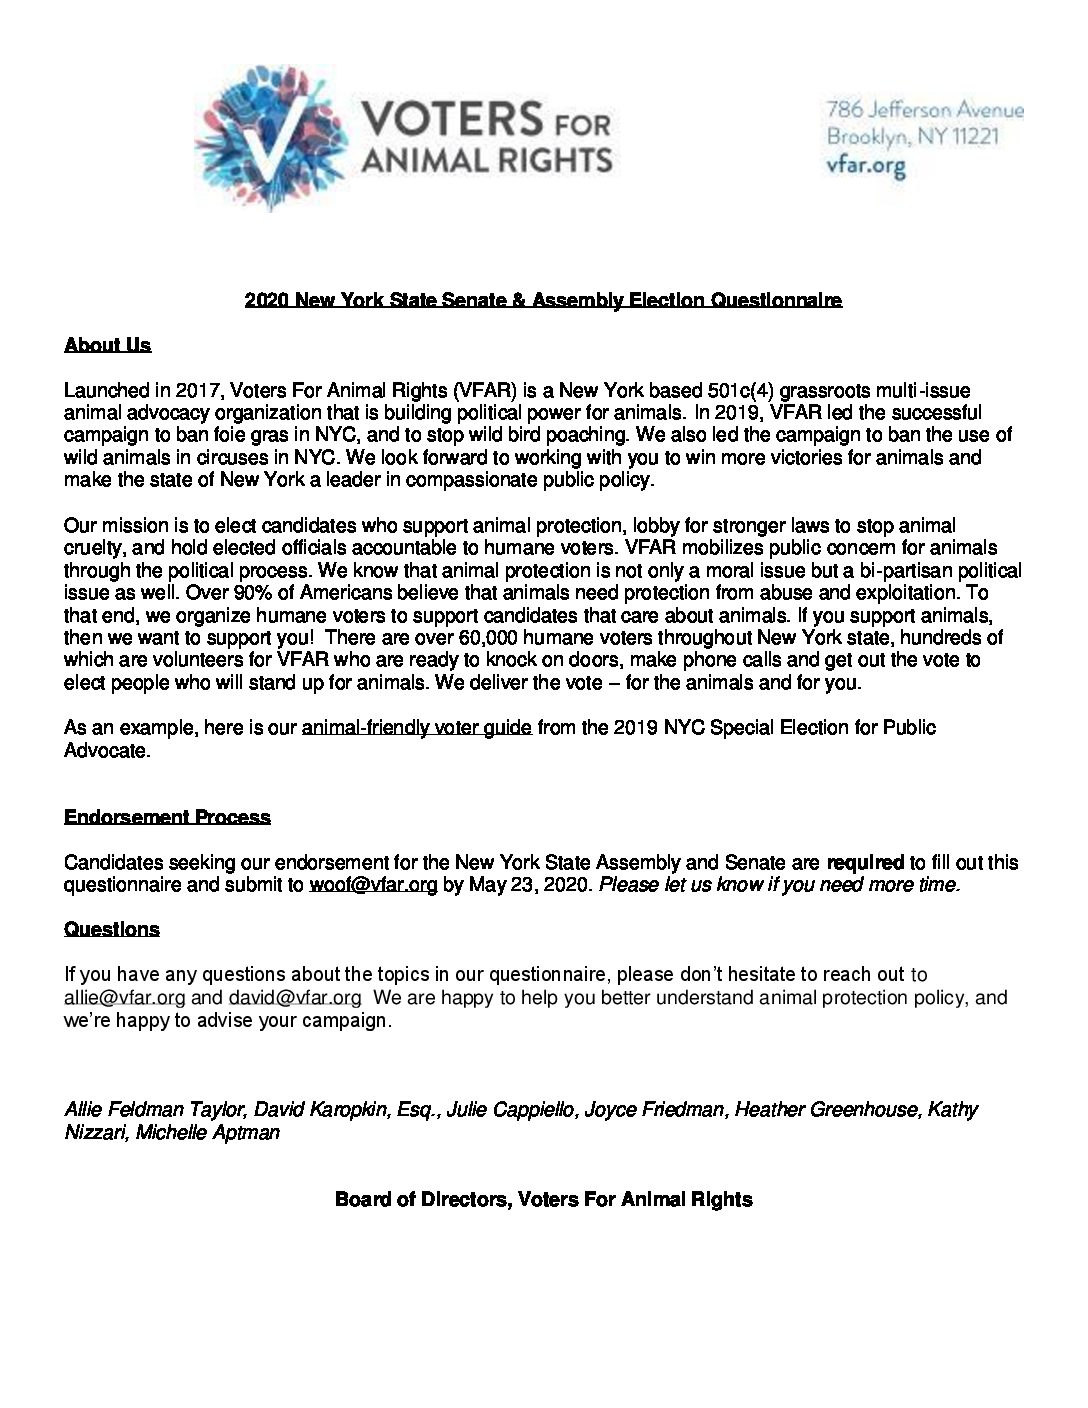 VOTERS FOR
ANIMAL RIGHTS
786 Jefferson Avenue
Brooklyn, NY 11221
vfar.org
2020 New York State Senate & Assembly Election Questionnaire
About Us
Launched in 2017, Voters For Animal Rights (VFAR) is a New York based 501c(4) grassroots multi-issue
animal advocacy organization that is building political power for animals. In 2019, VFAR led the successful
campaign to ban foie gras in NYC, and to stop wild bird poaching. We also led the campaign to ban the use of
wild animals in circuses in NYC. We look forward to working with you to win more victories for animals and
make the state of New York a leader in compassionate public policy.
Our mission is to elect candidates who support animal protection, lobby for stronger laws to stop animal
cruelty, and hold elected officials accountable to humane voters. VFAR mobilizes public concern for animals
through the political process. We know that animal protection is not only a moral issue but a bi-partisan political
issue as well. Over 90% of Americans believe that animals need protection from abuse and exploitation. To
that end, we organize humane voters to support candidates that care about animals. If you support animals,
then we want to support you! There are over 60,000 humane voters throughout New York state, hundreds of
which are volunteers for VFAR who are ready to knock on doors, make phone calls and get out the vote to
elect people who will stand up for animals. We deliver the vote – for the animals and for you.
As an example, here is our animal-friendly voter guide from the 2019 NYC Special Election for Public
Advocate.
Endorsement Process
Candidates seeking our endorsement for the New York State Assembly and Senate are required to fill out this
questionnaire and submit to woof@vfar.org by May 23, 2020. Please let us know if you need more time.
Questions
If you have any questions about the topics in our questionnaire, please don't hesitate to reach out to
allie@vfar.org and david@vfar.org We are happy to help you better understand animal protection policy, and
we're happy to advise your campaign.
Allie Feldman Taylor, David Karopkin, Esq., Julie Cappiello, Joyce Friedman, Heather Greenhouse, Kathy
Nizzari, Michelle Aptman
Board of Directors, Voters For Animal Rights